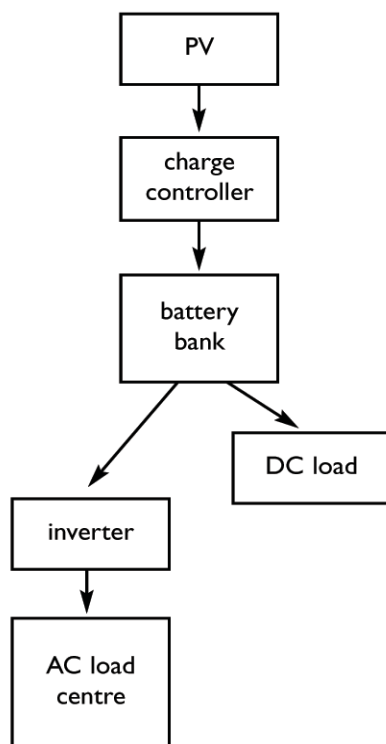 PV
charge
controller
battery
bank
DC load
inverter
AC load
centre